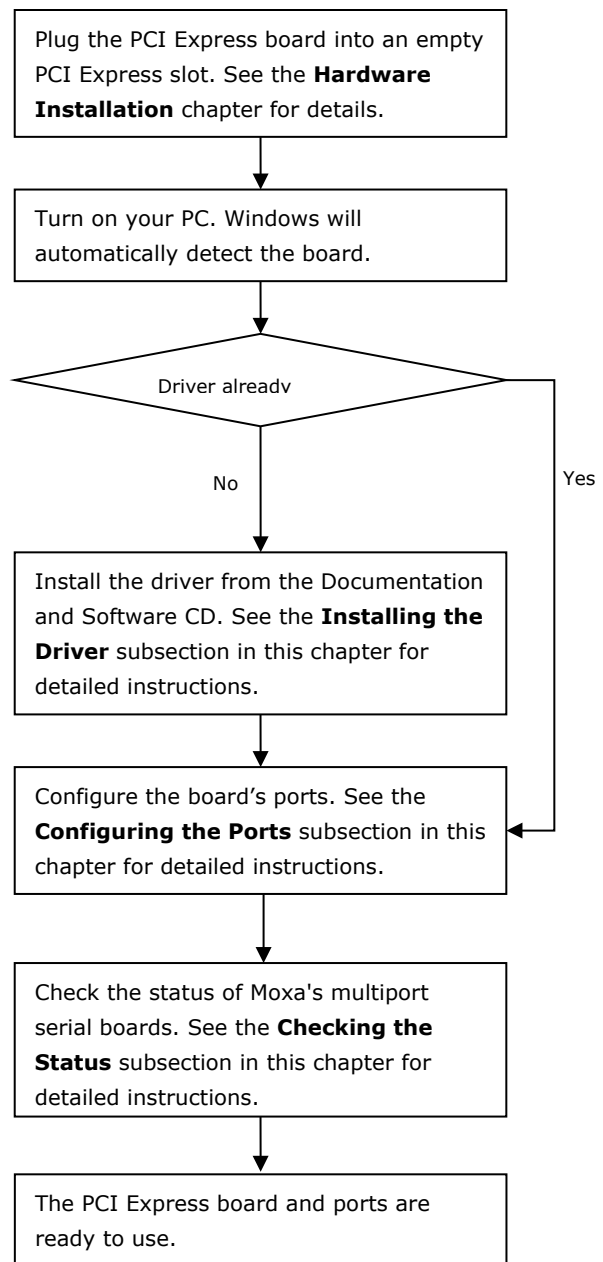 Plug the PCI Express board into an empty
PCI Express slot. See the Hardware
Installation chapter for details.
Turn on your PC. Windows will
automatically detect the board.
Driver already
No
Yes
Install the driver from the Documentation
and Software CD. See the Installing the
Driver subsection in this chapter for
detailed instructions.
Configure the board’s ports. See the
Configuring the Ports subsection in this
chapter for detailed instructions.
Check the status of Moxa's multiport
serial boards. See the Checking the
Status subsection in this chapter for
detailed instructions.
The PCI Express board and ports are
ready to use.